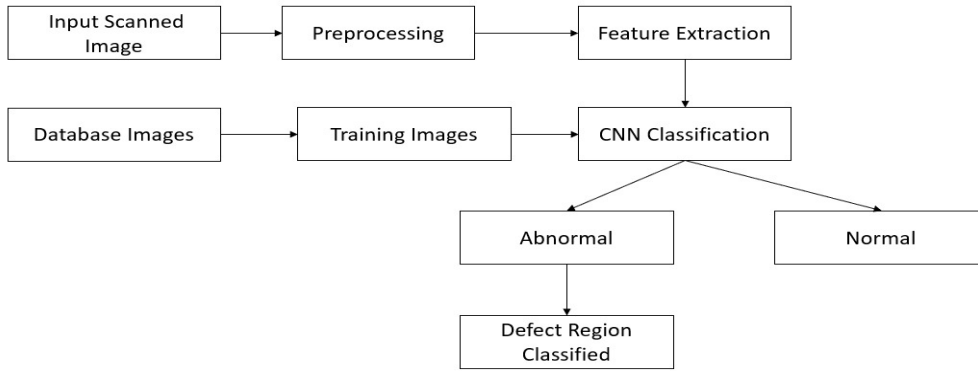 Input Scanned
Image
Preprocessing
Feature Extraction
Database Images
Training Images
CNN Classification
Abnormal
Normal
Defect Region
Classified